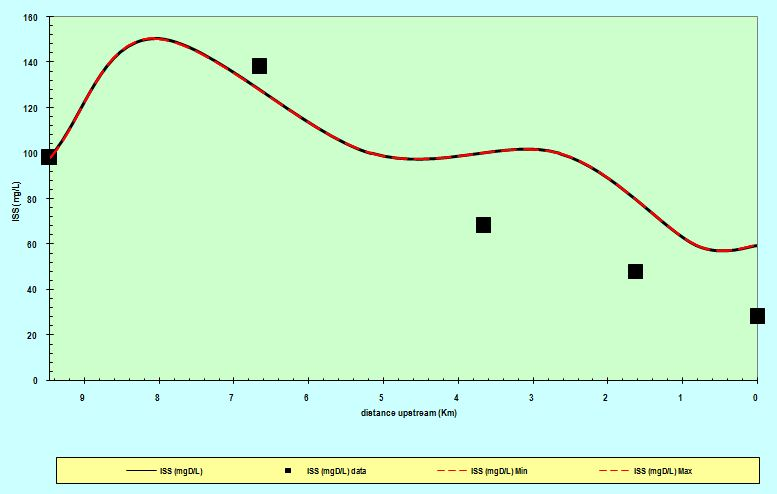 160
140
120
100
80
60
40
20
0
ISS (mg/L)
9 8 7 6 5 4 3 2 1 0
distance upstream (Km)
ISS (mgD/L) ISS (mgD/L) data ISS (mgD/L) Min ISS (mgD/L) Max